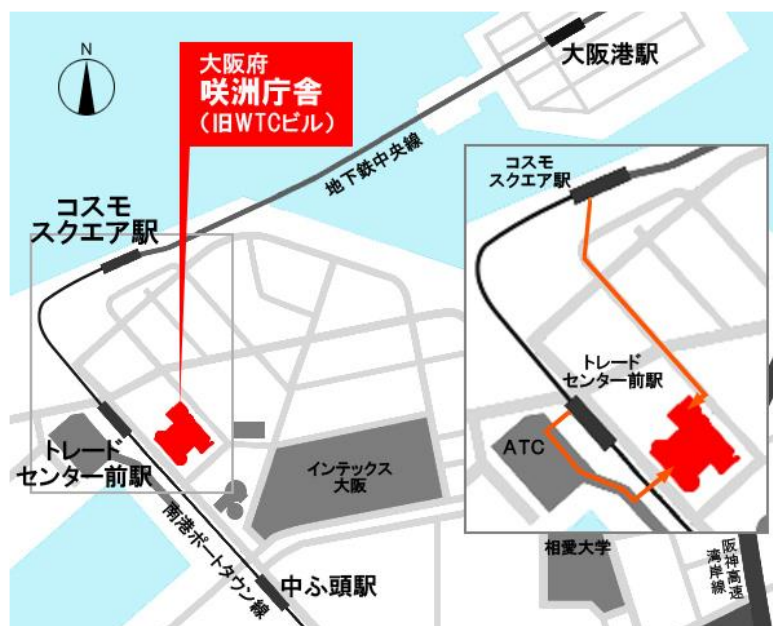 N
大阪府
咲洲庁舎
(旧WTCビル)
大阪港駅
地下鉄中央線
コスモ
スクエア駅
トレード
センター前駅
南港ポートタウン線
インテックス
大阪
中ふ頭駅
コスモ
スクエア駅
トレード
センター前駅
ATC
相愛大学
阪神高速
湾岸線